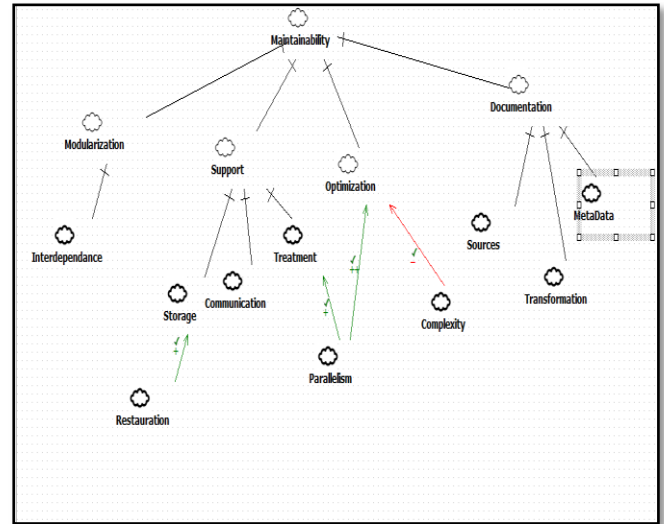 Maintainability
Documentation
Modularization
Support
Optimization
MetaData
Interdependance
Treatment
Sources
Storage
Communication
Transformation
Complexity
++
-
+
+
Parallelism
Restauration